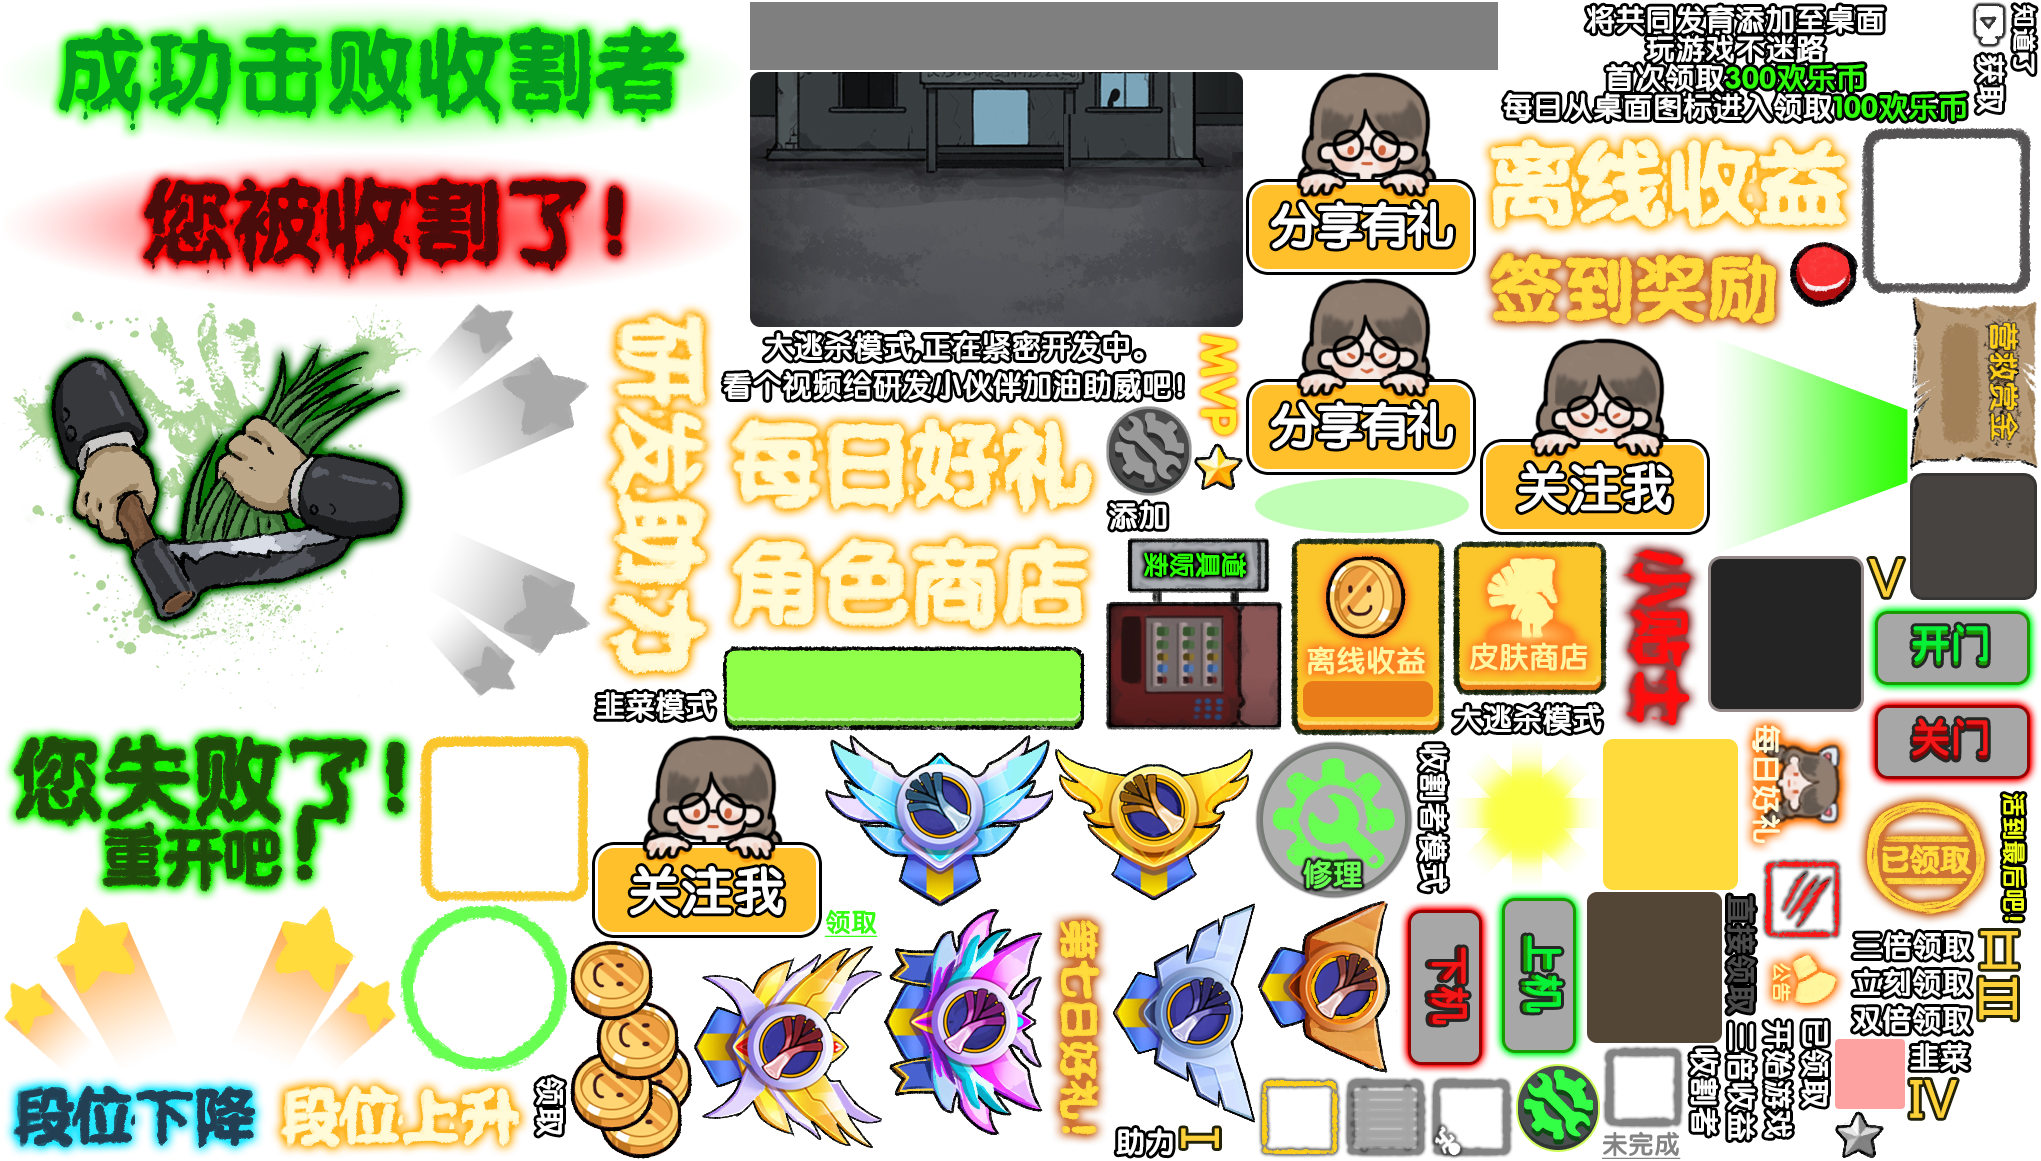 成功击败收割者
您被收割了!
将共同发育添加至桌面
玩游戏不迷路
首次领取300欢乐币
每日从桌面图标进入领取100欢乐币
知道了
获取
分享有礼
离线收益
签到奖励
营救赏金
研发助力
大逃杀模式,正在紧密开发中。
看个视频给研发小伙伴加油助威吧!
MVP
分享有礼
关注我
每日好礼
添加
角色商店
道具贩卖
离线收益
皮肤商店
小贴士
V
开门
韭菜模式
大逃杀模式
关门
您失败了!
重开吧!
关注我
修理
收割者模式
每日好礼
已领取
活到最后吧!
领取
第七日好礼!
下机
上机
直接领取
公告
三倍领取
立刻领取
双倍领取
II
III
段位下降
段位上升
领取
助力
I
未完成
收割者
三倍收益
开始游戏
已领取
韭菜
IV